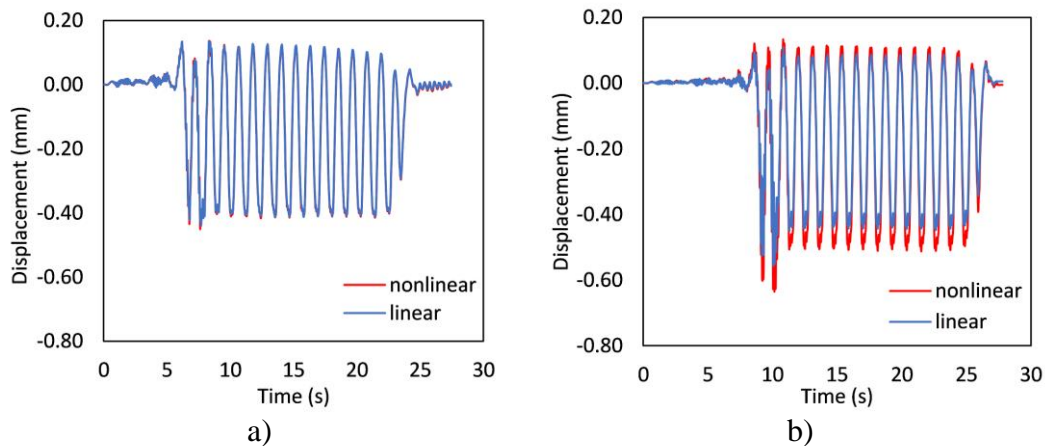 0.20
0.00
-0.20
-0.40
-0.60
-0.80
Displacement (mm)
nonlinear
linear
0 5 10 15 20 25 30
Time (s)
a)
0.20
0.00
-0.20
-0.40
-0.60
-0.80
Displacement (mm)
nonlinear
linear
0 5 10 15 20 25 30
Time (s)
b)